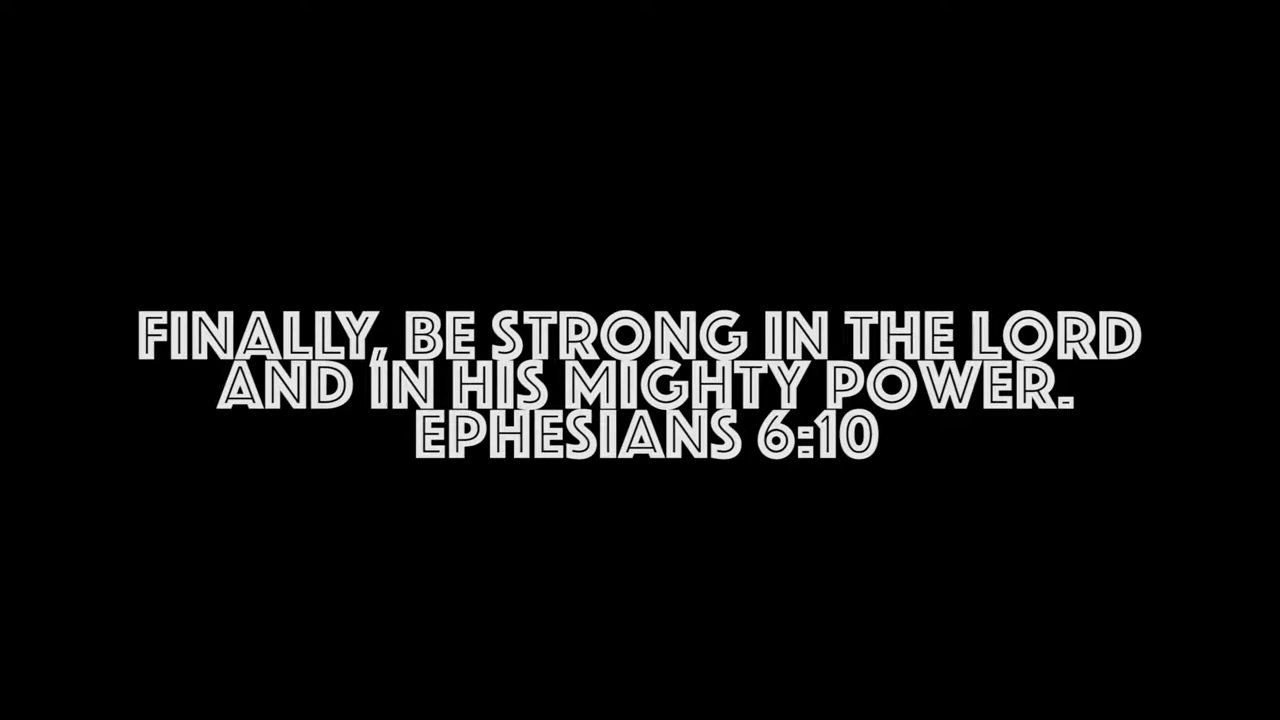 FINALLY, BE STRONG IN THE LORD
AND IN HIS MIGHTY POWER.
EPHESIANS 6:10